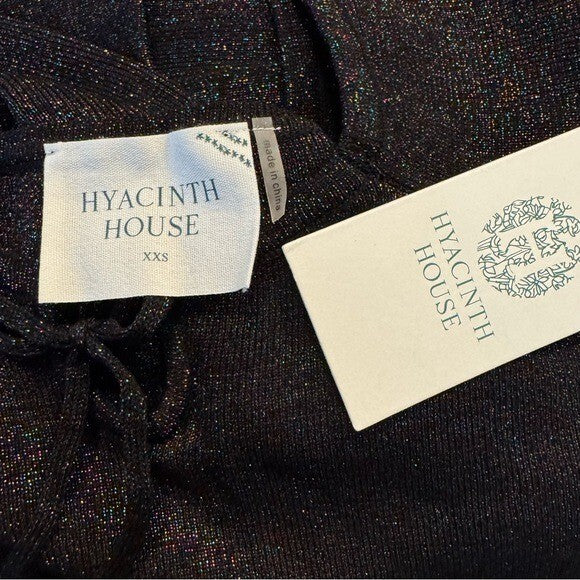 HYACINTH
HOUSE
XXS
made in china
HYACINTH
HOUSE